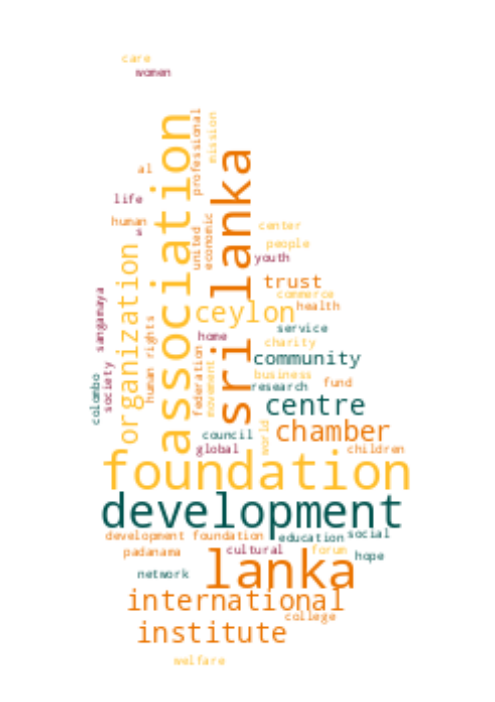 care
women
association
professional
mission
sri lanka
al
life
human
s
united
economic
center
people
organization
youth
trust
sangamaya
commerce
health
ceylon
human rights
service
home
charity
federation
movement
community
society
colombo
business
research
fund
centre
world
chamber
council
global
children
foundation
development
development foundation
education
social
padanama
cultural
forum
hope
lanka
network
international
college
institute
welfare